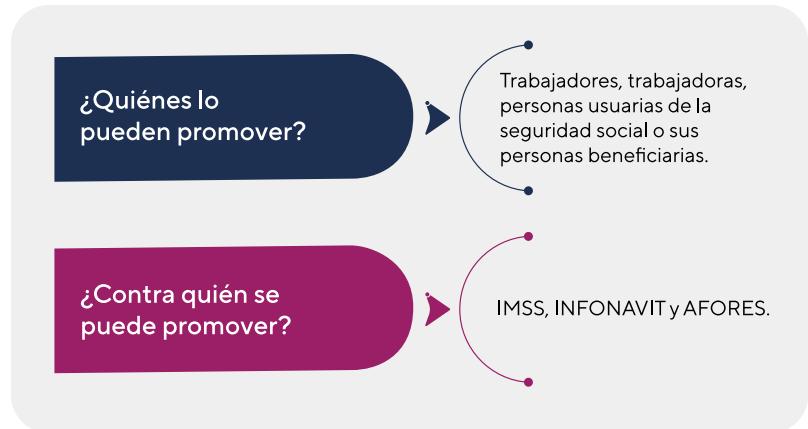 ¿Quiénes lo
pueden promover?
Trabajadores, trabajadoras,
personas usuarias de la
seguridad social o sus
personas beneficiarias.
¿Contra quién se
puede promover?
IMSS, INFONAVIT y AFORES.